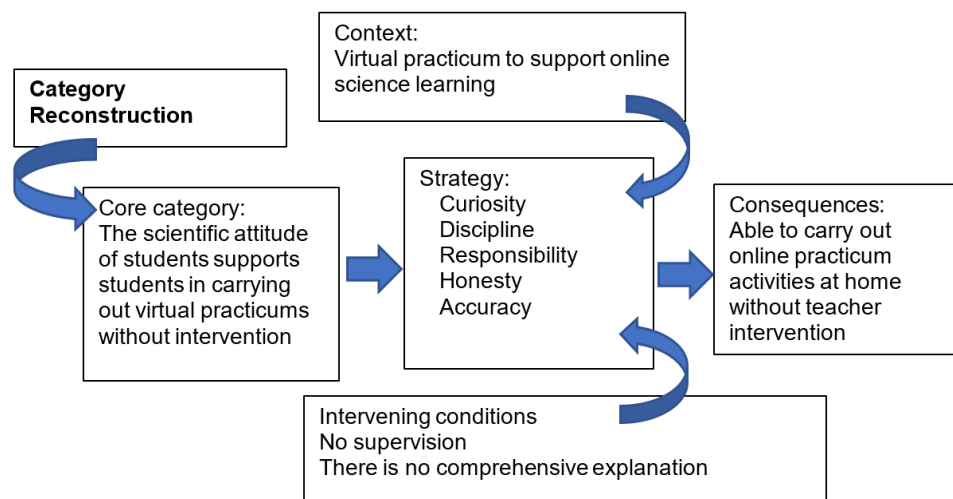 Context:
Virtual practicum to support online
science learning
Category
Reconstruction
Core category:
The scientific attitude
of students supports
students in carrying
out virtual practicums
without intervention
Strategy:
Curiosity
Discipline
Responsibility
Honesty
Accuracy
Consequences:
Able to carry out
online practicum
activities at home
without teacher
intervention
Intervening conditions
No supervision
There is no comprehensive explanation